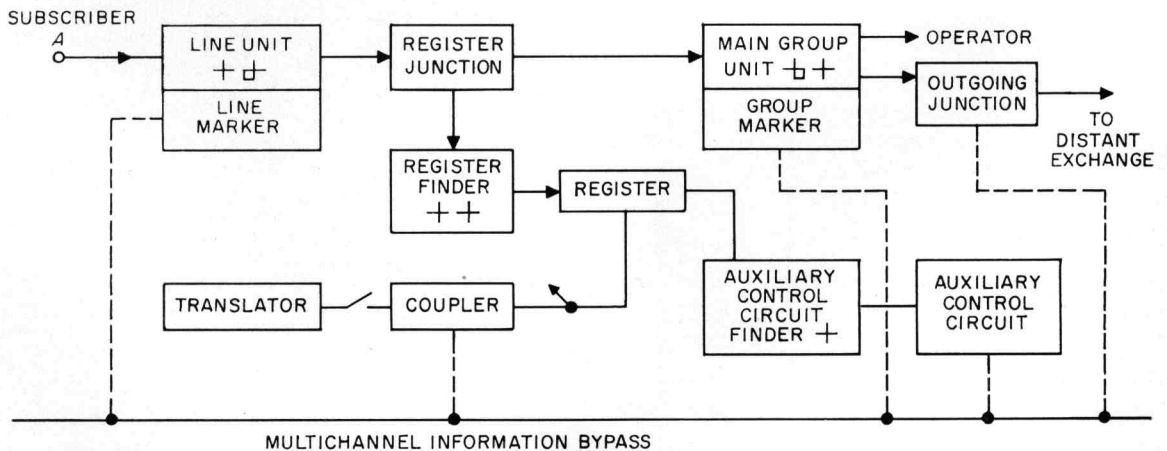 SUBSCRIBER
A
LINE UNIT
LINE
MARKER
REGISTER
JUNCTION
MAIN GROUP
UNIT
GROUP
MARKER
OPERATOR
OUTGOING
JUNCTION
TO
DISTANT
EXCHANGE
REGISTER
FINDER
REGISTER
TRANSLATOR
COUPLER
AUXILIARY
CONTROL
CIRCUIT
FINDER
AUXILIARY
CONTROL
CIRCUIT
MULTICHANNEL INFORMATION BYPASS